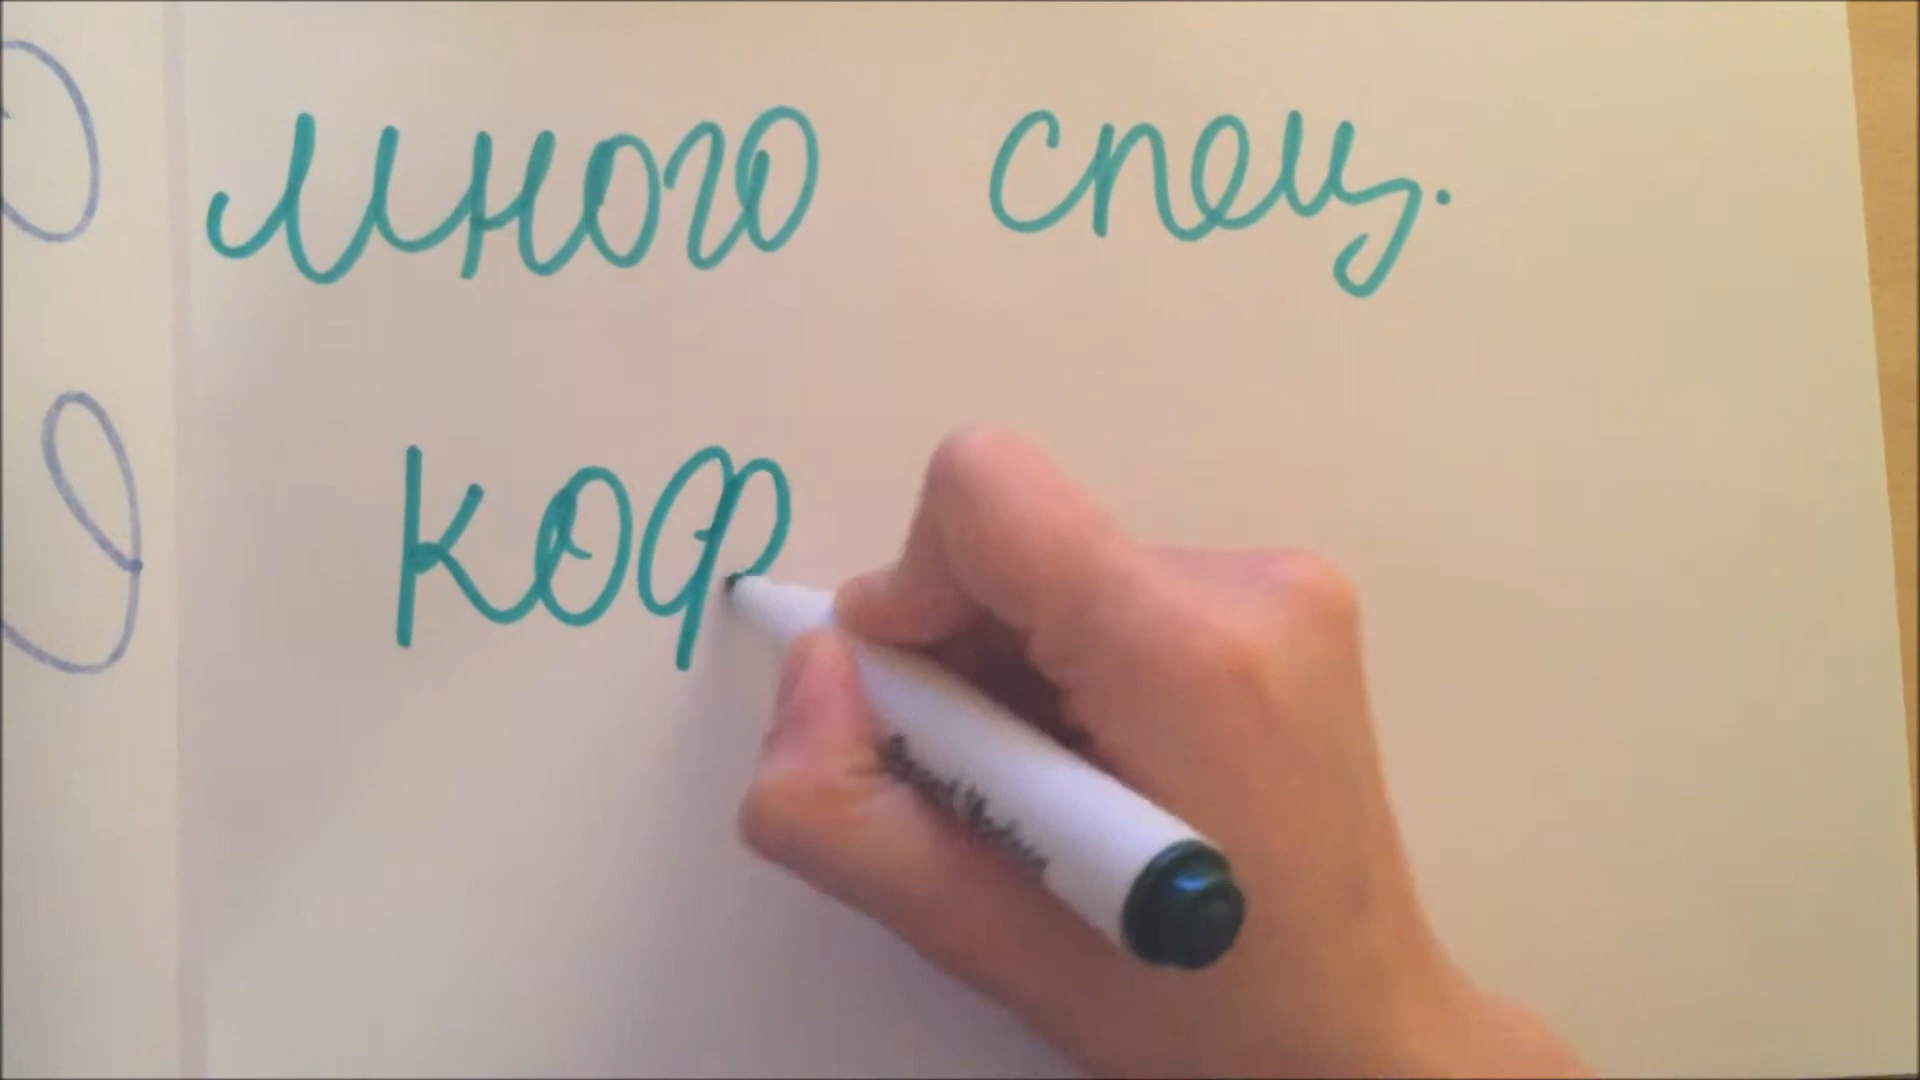 много спец.
коф